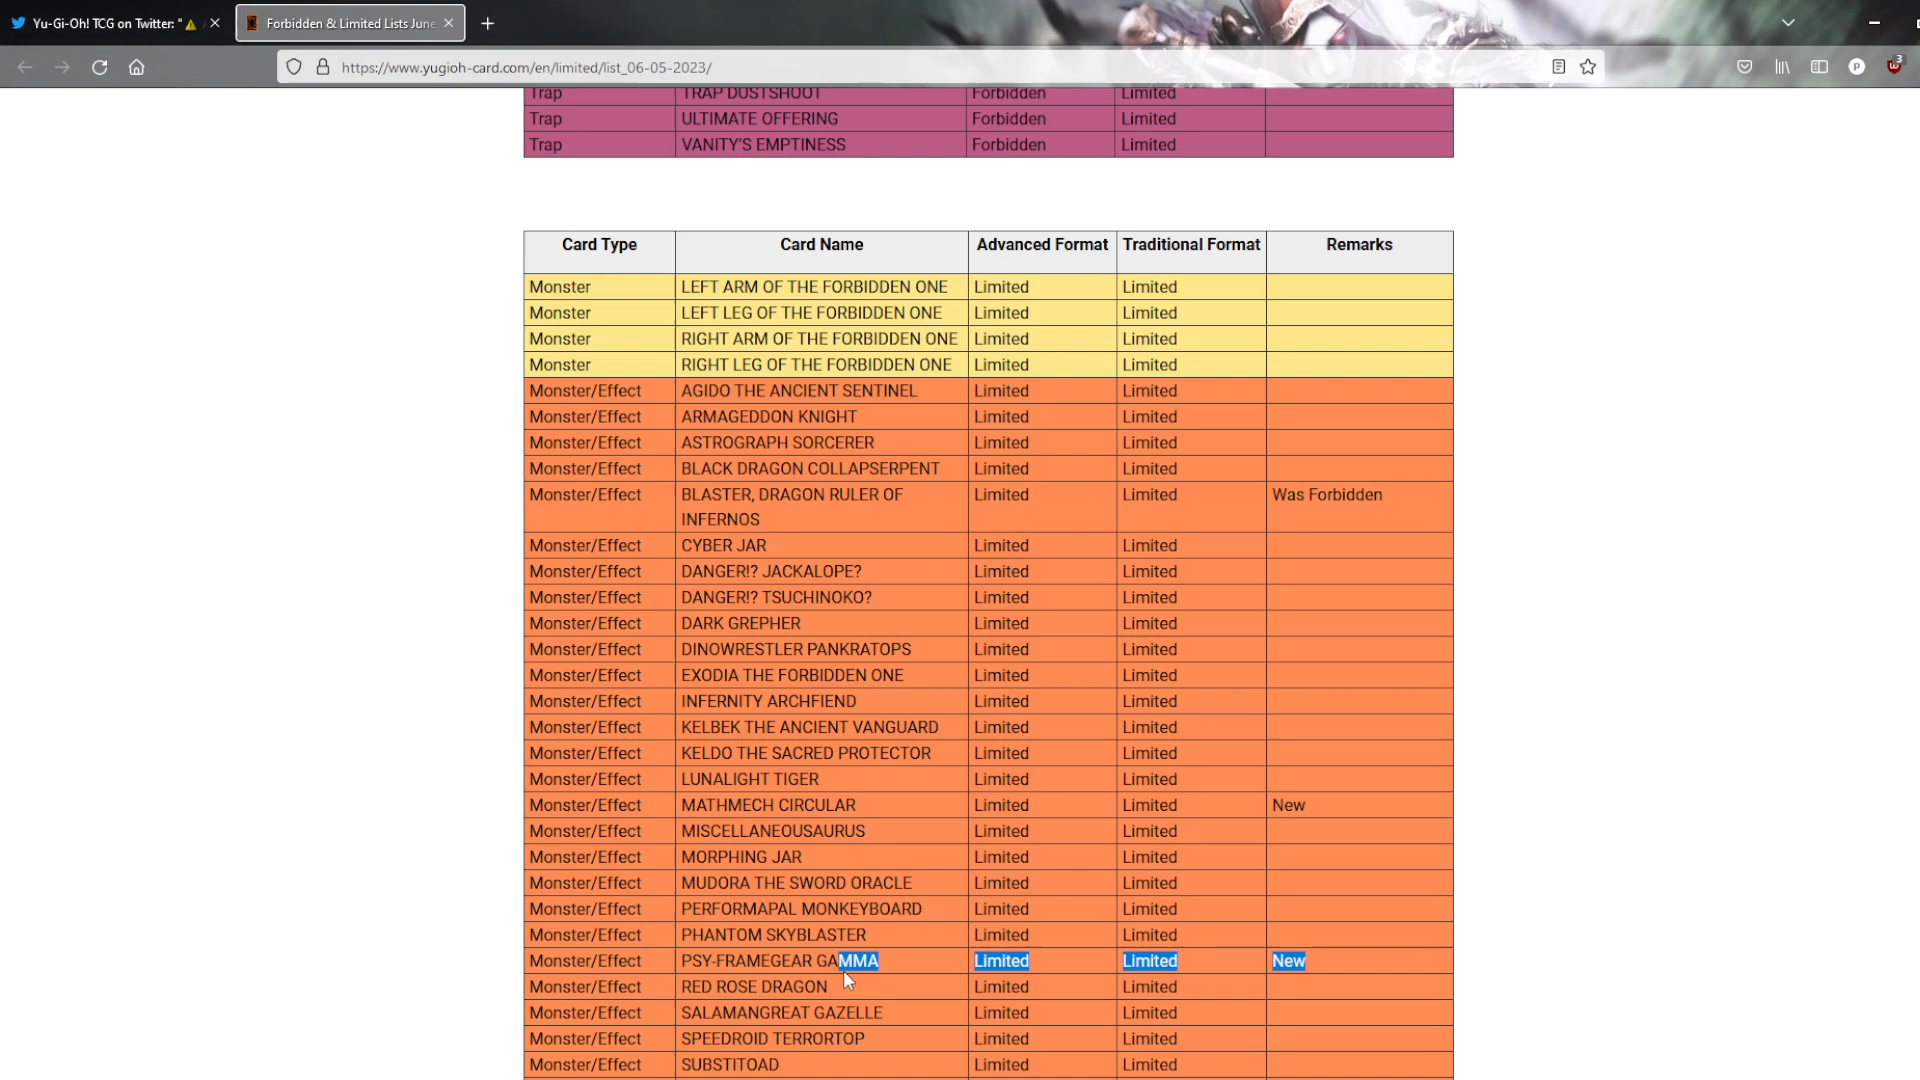 Yu-Gi-Oh! TCG on Twitter: "⚠
Forbidden & Limited Lists June
https://www.yugioh-card.com/en/limited/list_06-05-2023/
P
3
Trap TRAP DUSTSHOOT Forbidden Limited
Trap ULTIMATE OFFERING Forbidden Limited
Trap VANITY'S EMPTINESS Forbidden Limited
Card Type Card Name Advanced Format Traditional Format Remarks
Monster LEFT ARM OF THE FORBIDDEN ONE Limited Limited
Monster LEFT LEG OF THE FORBIDDEN ONE Limited Limited
Monster RIGHT ARM OF THE FORBIDDEN ONE Limited Limited
Monster RIGHT LEG OF THE FORBIDDEN ONE Limited Limited
Monster/Effect AGIDO THE ANCIENT SENTINEL Limited Limited
Monster/Effect ARMAGEDDON KNIGHT Limited Limited
Monster/Effect ASTROGRAPH SORCERER Limited Limited
Monster/Effect BLACK DRAGON COLLAPSERPENT Limited Limited
Monster/Effect BLASTER, DRAGON RULER OF Limited Limited Was Forbidden
INFERNOS
Monster/Effect CYBER JAR Limited Limited
Monster/Effect DANGER!? JACKALOPE? Limited Limited
Monster/Effect DANGER!? TSUCHINOKO? Limited Limited
Monster/Effect DARK GREPHER Limited Limited
Monster/Effect DINOWRESTLER PANKRATOPS Limited Limited
Monster/Effect EXODIA THE FORBIDDEN ONE Limited Limited
Monster/Effect INFERNITY ARCHFIEND Limited Limited
Monster/Effect KELBEK THE ANCIENT VANGUARD Limited Limited
Monster/Effect KELDO THE SACRED PROTECTOR Limited Limited
Monster/Effect LUNALIGHT TIGER Limited Limited
Monster/Effect MATHMECH CIRCULAR Limited Limited New
Monster/Effect MISCELLANEOUSAURUS Limited Limited
Monster/Effect MORPHING JAR Limited Limited
Monster/Effect MUDORA THE SWORD ORACLE Limited Limited
Monster/Effect PERFORMAPAL MONKEYBOARD Limited Limited
Monster/Effect PHANTOM SKYBLASTER Limited Limited
Monster/Effect PSY-FRAMEGEAR GAMMA Limited Limited New
Monster/Effect RED ROSE DRAGON Limited Limited
Monster/Effect SALAMANGREAT GAZELLE Limited Limited
Monster/Effect SPEEDROID TERRORTOP Limited Limited
Monster/Effect SUBSTITOAD Limited Limited